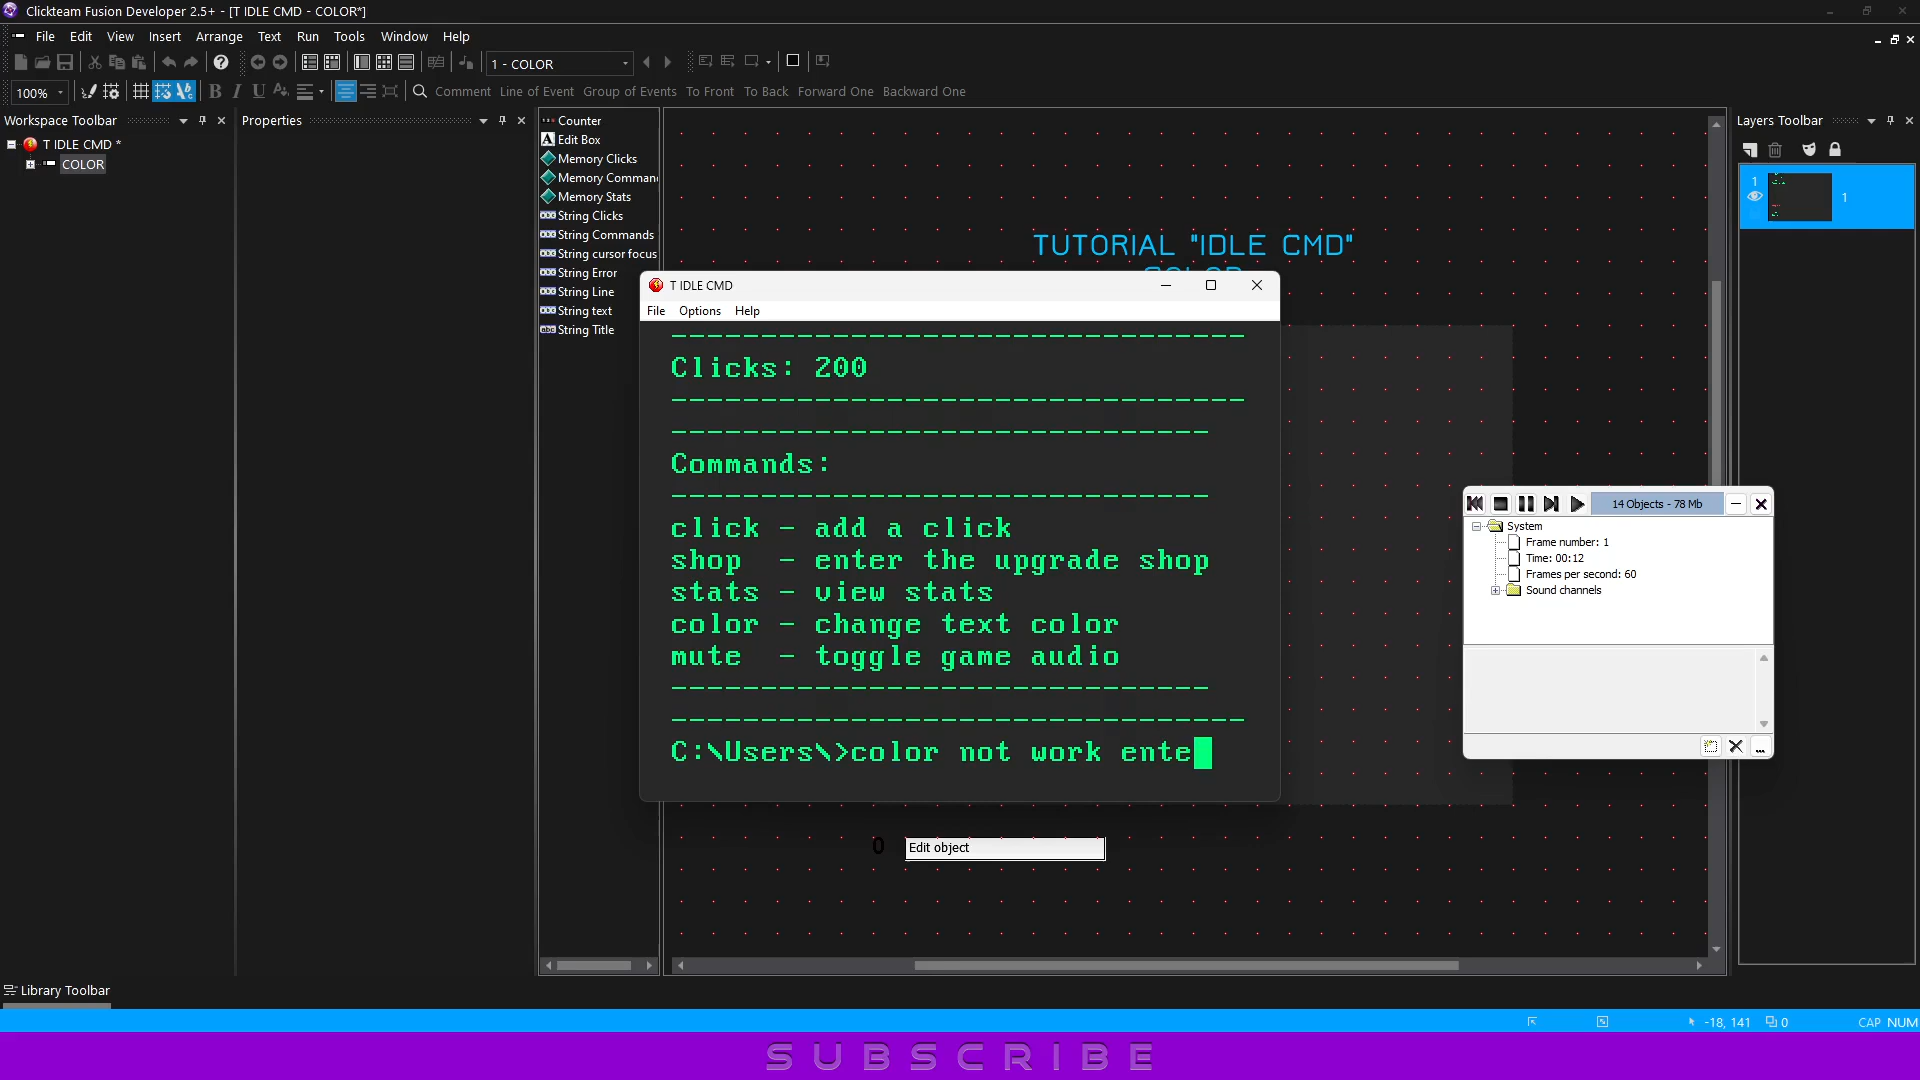 Clickteam Fusion Developer 2.5+ - [T IDLE CMD - COLOR*]
File Edit View Insert Arrange Text Run Tools Window Help
1 - COLOR
100% B I U Comment Line of Event Group of Events To Front To Back Forward One Backward One
Workspace Toolbar
T IDLE CMD *
COLOR
Properties
Counter
Edit Box
Memory Clicks
Memory Comman
Memory Stats
String Clicks
String Commands
String cursor focus
String Error
String Line
String text
String Title
TUTORIAL "IDLE CMD"
T IDLE CMD
File Options Help
------------------------------------
Clicks: 200
------------------------------------
------------------------------
Commands:
------------------------------
click - add a click
shop - enter the upgrade shop
stats - view stats
color - change text color
mute - toggle game audio
------------------------------
--------------------------------
C:\Users\>color not work ente
0
Edit object
14 Objects - 78 Mb
System
Frame number: 1
Time: 00:12
Frames per second: 60
Sound channels
Layers Toolbar
1
1
Library Toolbar
-18, 141 0 CAP NUM
SUBSCRIBE